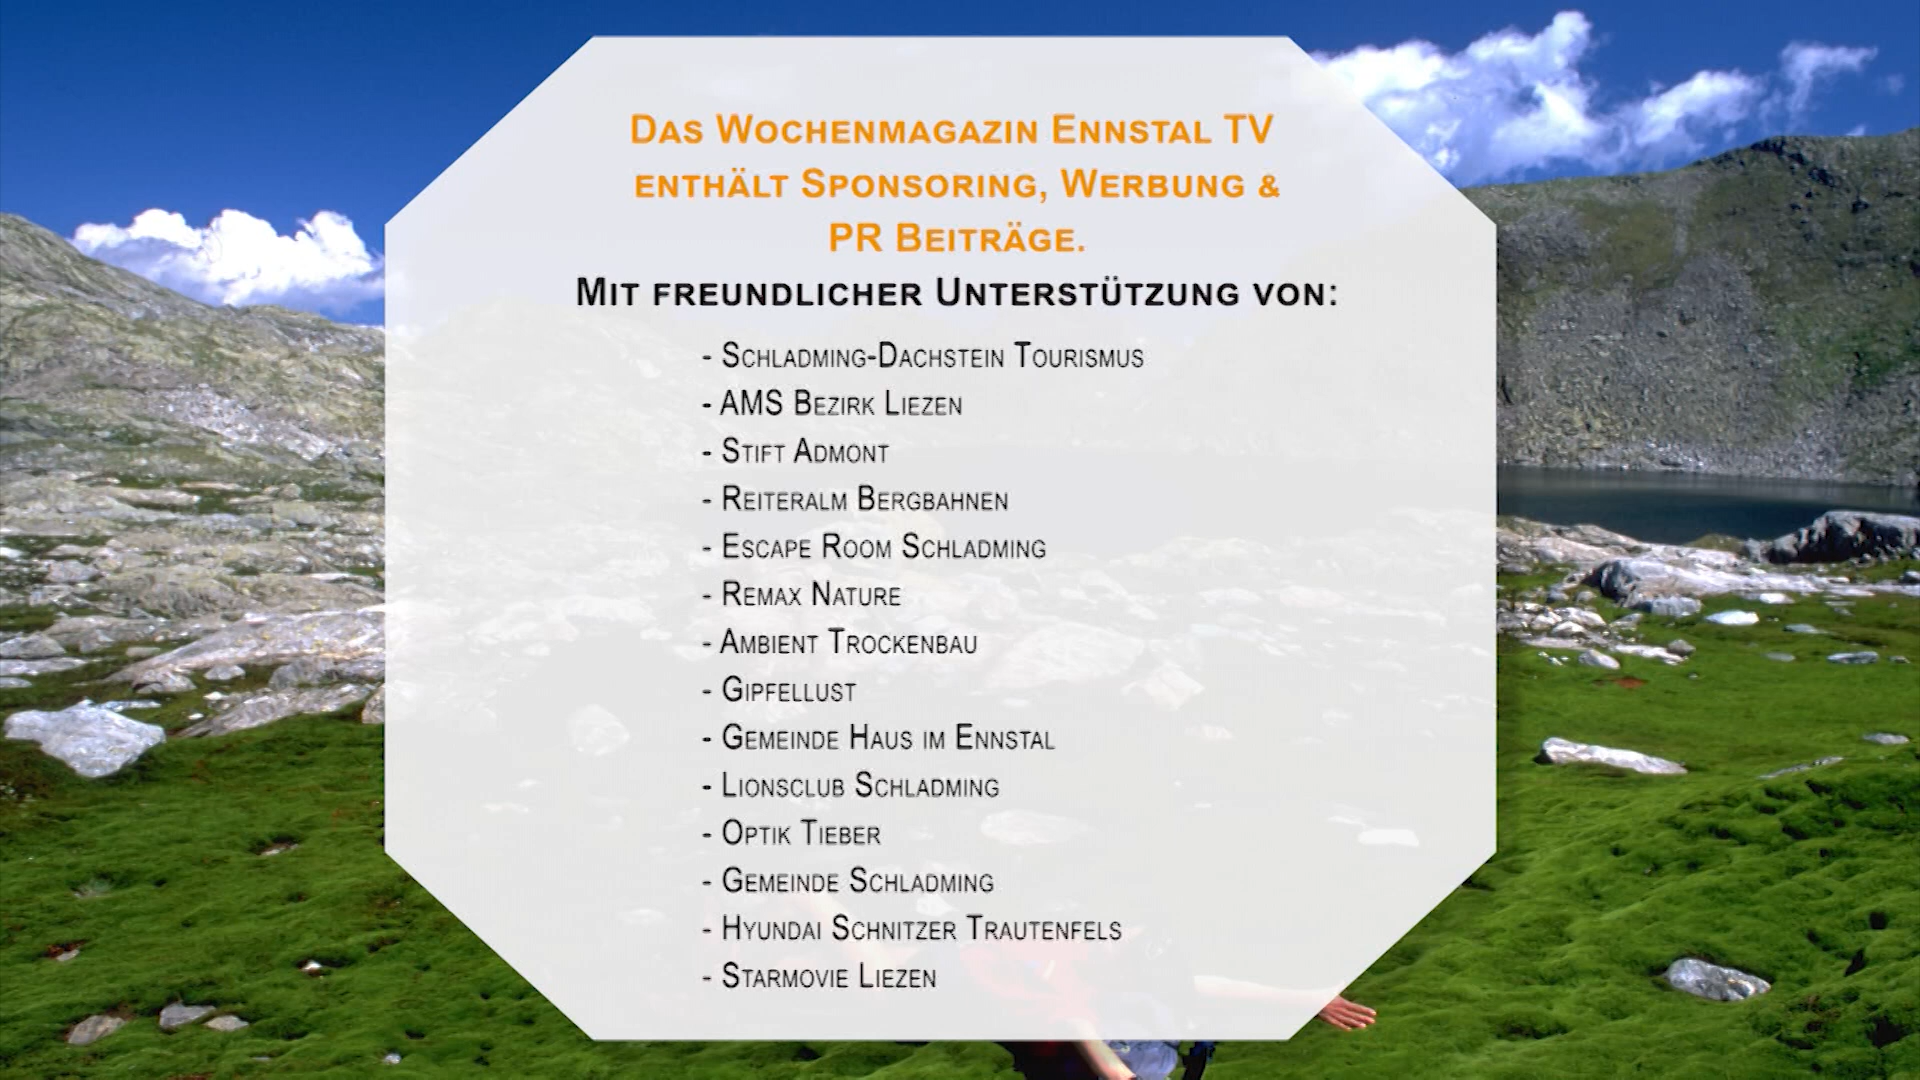 Das Wochenmagazin Ennstal TV
enthält Sponsoring, Werbung &
PR Beiträge.
Mit freundlicher Unterstützung von:
- Schladming-Dachstein Tourismus
- AMS Bezirk Liezen
- Stift Admont
- Reiteralm Bergbahnen
- Escape Room Schladming
- Remax Nature
- Ambient Trockenbau
- Gipfellust
- Gemeinde Haus im Ennstal
- Lionsclub Schladming
- Optik Tieber
- Gemeinde Schladming
- Hyundai Schnitzer Trautenfels
- Starmovie Liezen